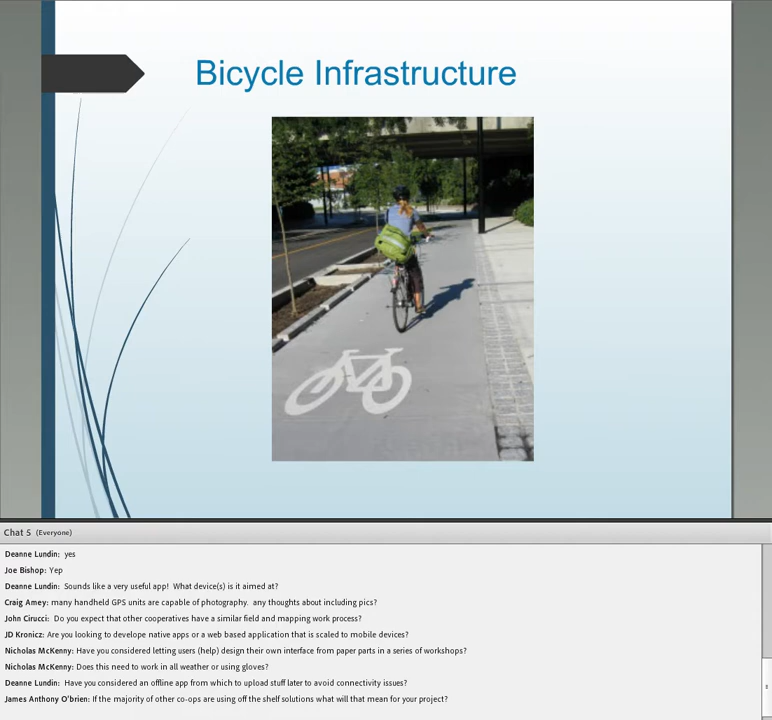 Bicycle Infrastructure
Chat 5 (Everyone)
Deanne Lundin: yes
Joe Bishop: Yep
Deanne Lundin: Sounds like a very useful app! What device(s) is it aimed at?
Craig Amey: many handheld GPS units are capable of photography. any thoughts about including pics?
John Cirucci: Do you expect that other cooperatives have a similar field and mapping work process?
JD Kronicz: Are you looking to develope native apps or a web based application that is scaled to mobile devices?
Nicholas McKenny: Have you considered letting users (help) design their own interface from paper parts in a series of workshops?
Nicholas McKenny: Does this need to work in all weather or using gloves?
Deanne Lundin: Have you considered an offline app from which to upload stuff later to avoid connectivity issues?
James Anthony O'brien: If the majority of other co-ops are using off the shelf solutions what will that mean for your project?